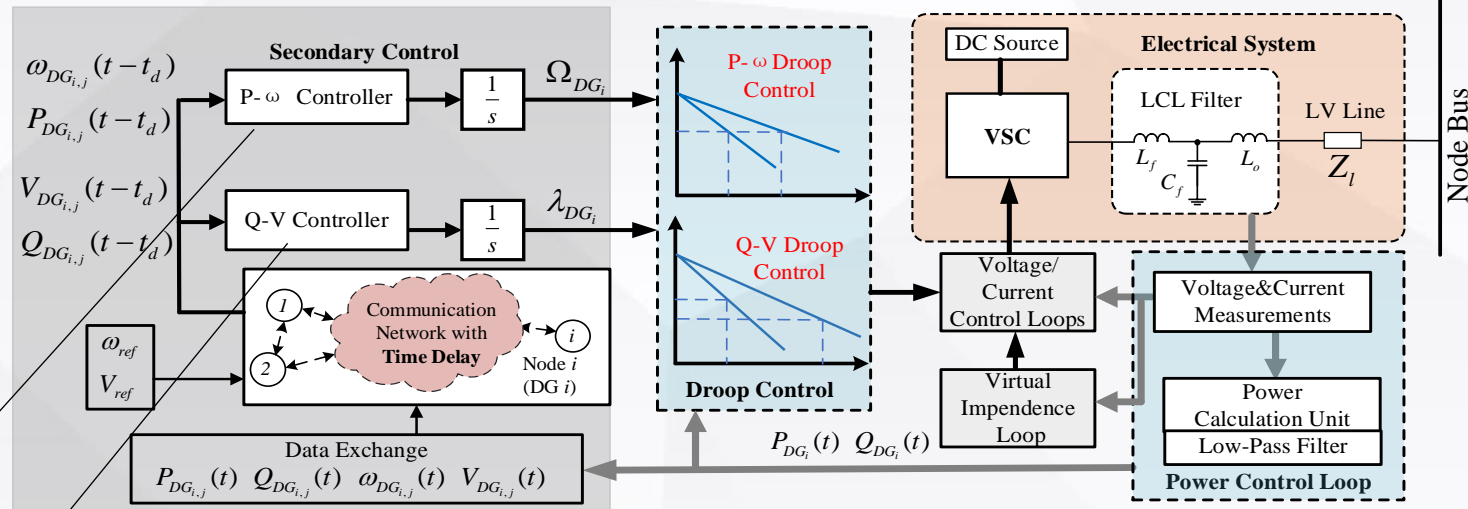 Secondary Control
ω_{DG_{i,j}}(t−t_d)
P_{DG_{i,j}}(t−t_d)
V_{DG_{i,j}}(t−t_d)
Q_{DG_{i,j}}(t−t_d)
P-ω Controller
1/s
Ω_{DG_i}
Q-V Controller
1/s
λ_{DG_i}
ω_{ref}
V_{ref}
1
2
Communication
Network with
Time Delay
i
Node i
(DG i)
Data Exchange
P_{DG_{i,j}}(t) Q_{DG_{i,j}}(t) ω_{DG_{i,j}}(t) V_{DG_{i,j}}(t)
P-ω Droop
Control
Q-V Droop
Control
Droop Control
P_{DG_i}(t) Q_{DG_i}(t)
DC Source
Electrical System
VSC
LCL Filter
L_f
C_f
L_o
LV Line
Z_l
Node Bus
Voltage/
Current
Control Loops
Virtual
Impendence
Loop
Voltage&Current
Measurements
Power
Calculation Unit
Low-Pass Filter
Power Control Loop